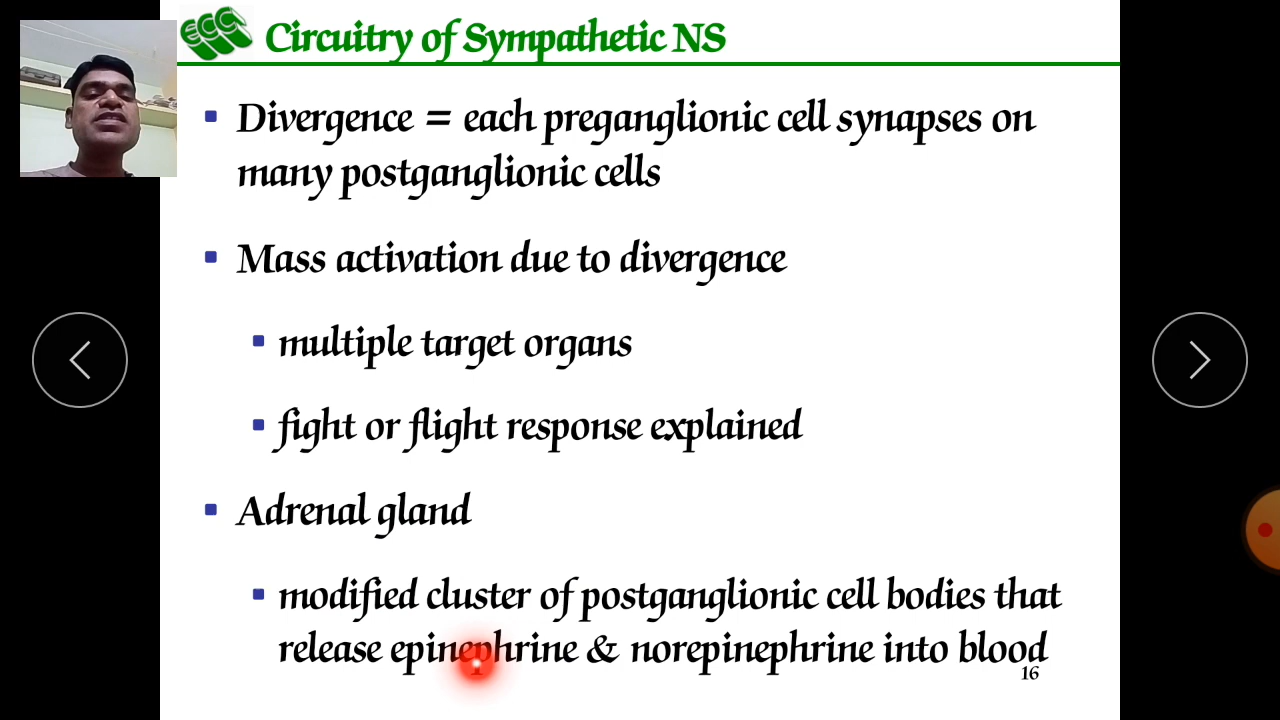 ECC
Circuitry of Sympathetic NS
Divergence = each preganglionic cell synapses on
many postganglionic cells
Mass activation due to divergence
multiple target organs
fight or flight response explained
Adrenal gland
modified cluster of postganglionic cell bodies that
release epinephrine & norepinephrine into blood
16